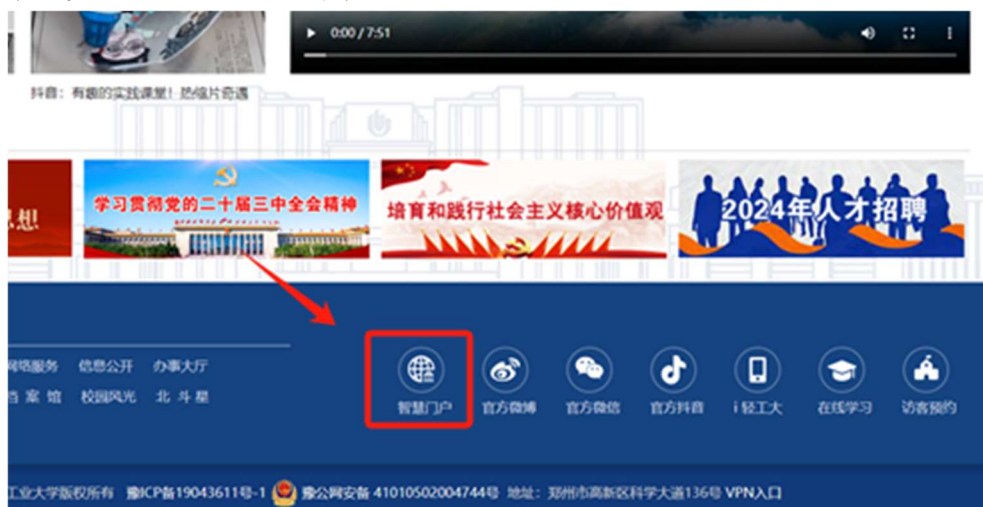 0:00 / 7:51
抖音：有趣的实践课堂！热缩片奇遇
思想
学习贯彻党的二十届三中全会精神
培育和践行社会主义核心价值观
2024年人才招聘
网络服务 信息公开 办事大厅
档案馆 校园风光 北斗星
智慧门户 官方微博 官方微信 官方抖音 i轻工大 在线学习 访客预约
工业大学版权所有 豫ICP备19043611号-1 豫公网安备 41010502004744号 地址：郑州市高新区科学大道136号 VPN入口